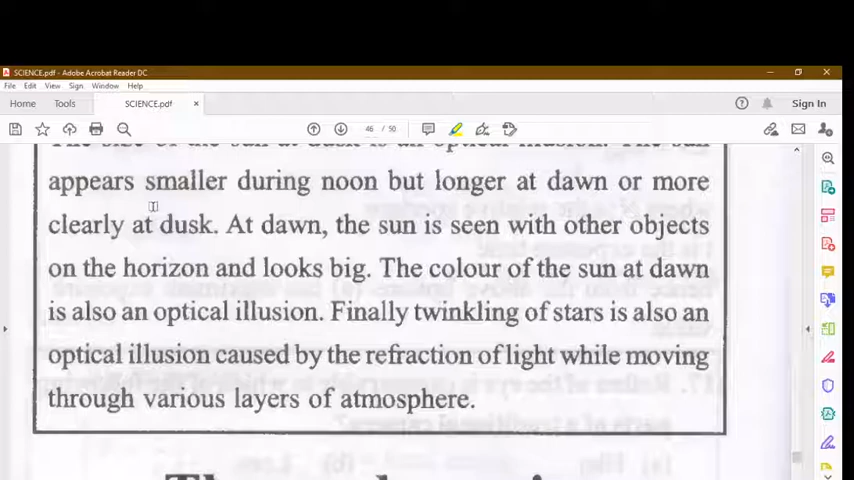 SCIENCE.pdf - Adobe Acrobat Reader DC
File Edit View Sign Window Help
Home Tools SCIENCE.pdf × Sign In
46 / 50
The size of the sun at dusk is an optical illusion. The sun
appears smaller during noon but longer at dawn or more
clearly at dusk. At dawn, the sun is seen with other objects
on the horizon and looks big. The colour of the sun at dawn
is also an optical illusion. Finally twinkling of stars is also an
optical illusion caused by the refraction of light while moving
through various layers of atmosphere.